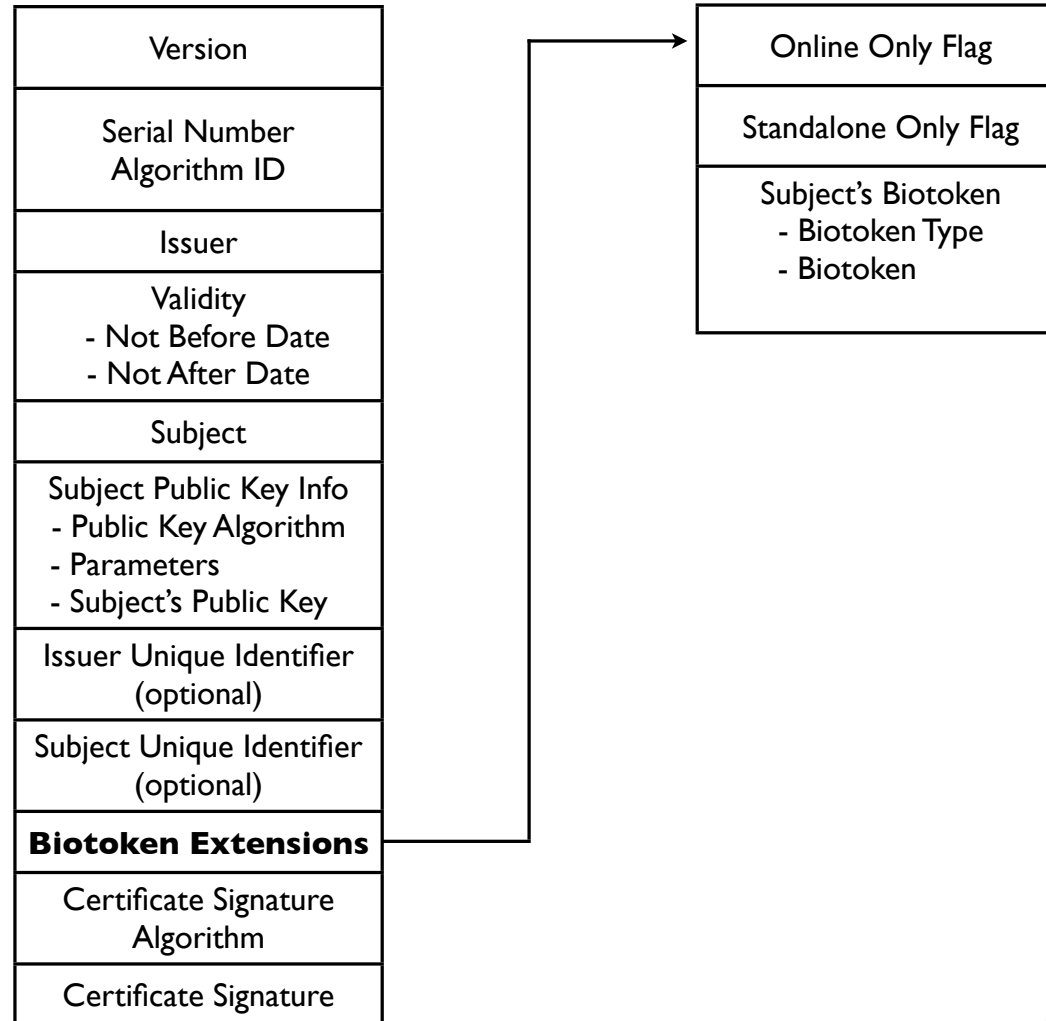 Version
Serial Number
Algorithm ID
Issuer
Validity
- Not Before Date
- Not After Date
Subject
Subject Public Key Info
- Public Key Algorithm
- Parameters
- Subject’s Public Key
Issuer Unique Identifier
(optional)
Subject Unique Identifier
(optional)
Biotoken Extensions
Certificate Signature
Algorithm
Certificate Signature
Online Only Flag
Standalone Only Flag
Subject’s Biotoken
- Biotoken Type
- Biotoken